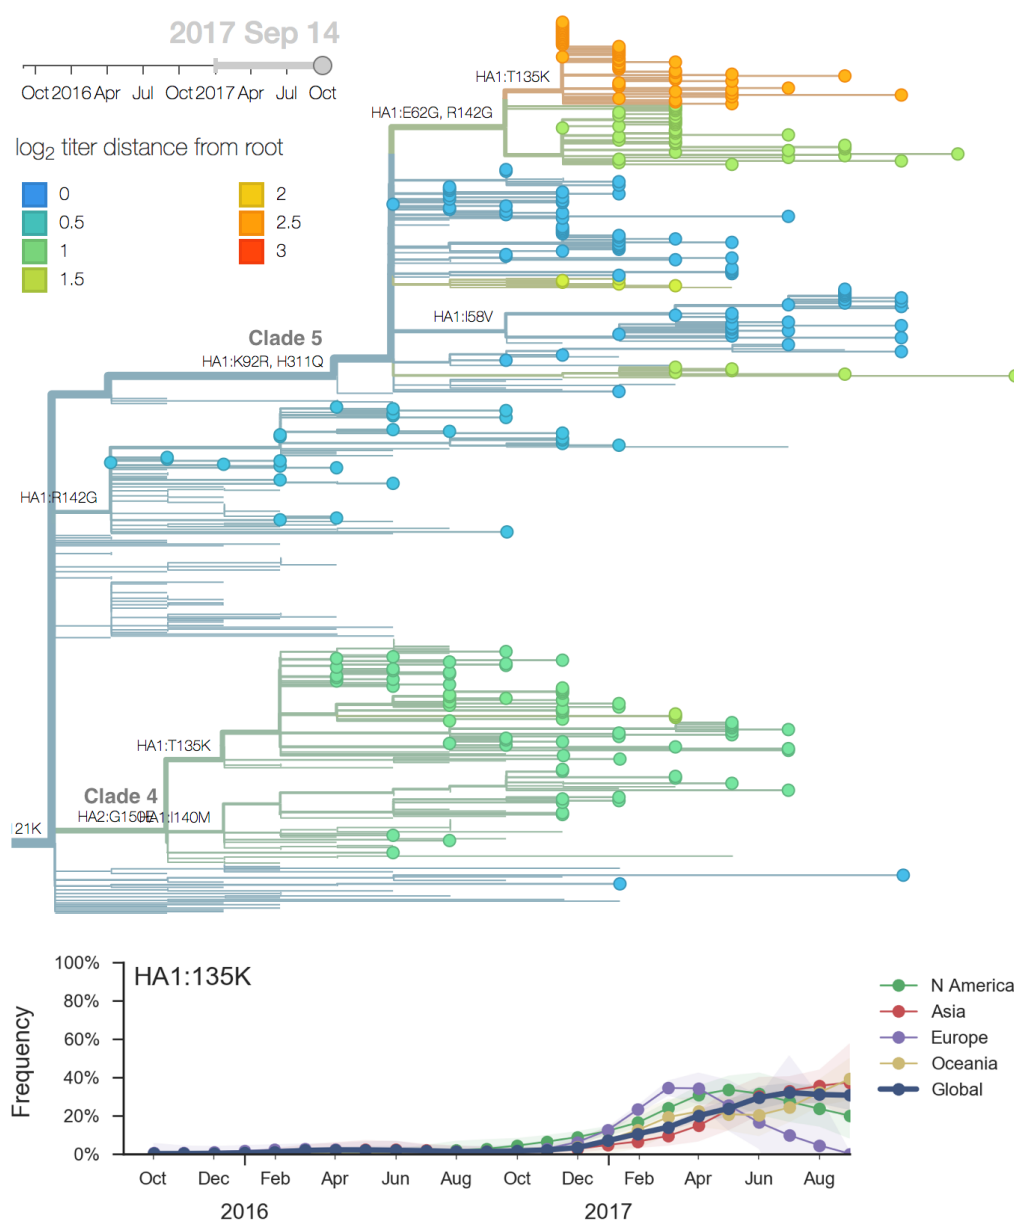 2017 Sep 14
Oct 2016 Apr Jul Oct 2017 Apr Jul Oct
log2 titer distance from root
0 2
0.5 2.5
1 3
1.5
HA1:T135K
HA1:E62G, R142G
HA1:I58V
Clade 5
HA1:K92R, H311Q
HA1:R142G
HA1:T135K
Clade 4
HA2:G150E HA1:I140M
121K
HA1:135K
Frequency
100%
80%
60%
40%
20%
0%
Oct Dec Feb Apr Jun Aug Oct Dec Feb Apr Jun Aug
2016 2017
N America
Asia
Europe
Oceania
Global